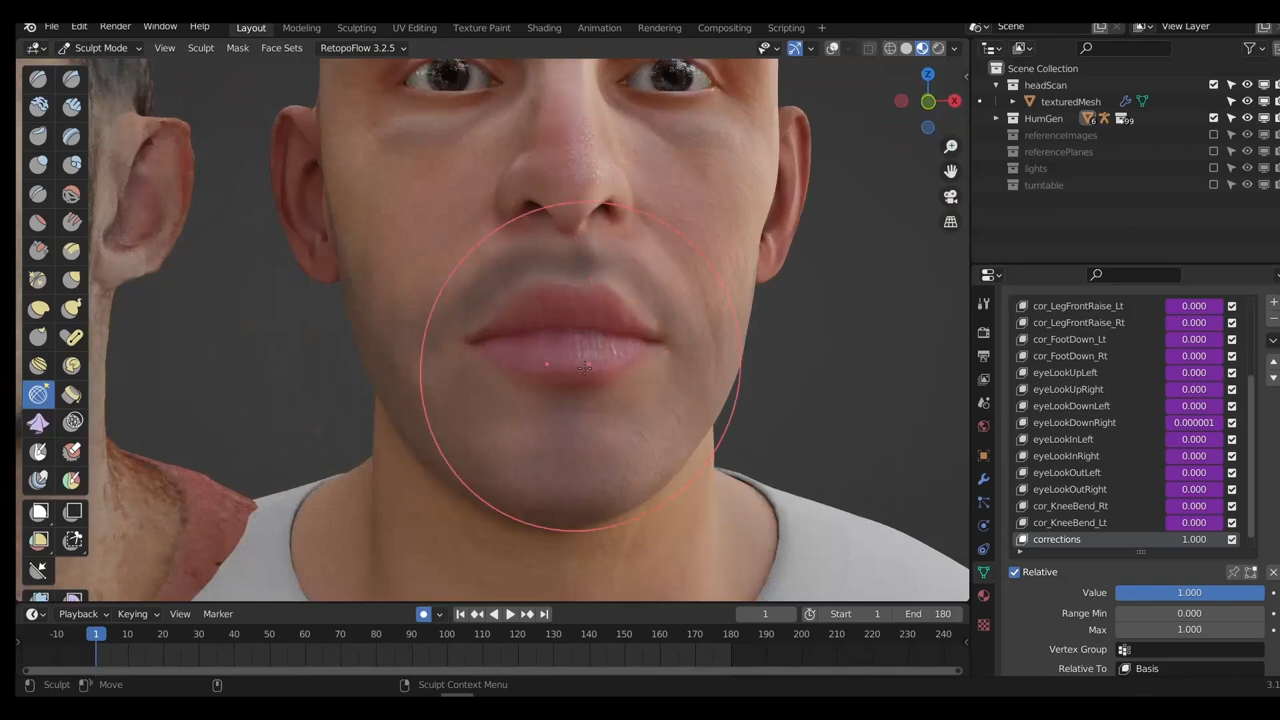 File Edit Render Window Help Layout Modeling Sculpting UV Editing Texture Paint Shading Animation Rendering Compositing Scripting + Scene View Layer
Sculpt Mode View Sculpt Mask Face Sets RetopoFlow 3.2.5
Scene Collection
headScan
texturedMesh
HumGen 6 99
referenceImages
referencePlanes
lights
turntable
Z
X
cor_LegFrontRaise_Lt 0.000
cor_LegFrontRaise_Rt 0.000
cor_FootDown_Lt 0.000
cor_FootDown_Rt 0.000
eyeLookUpLeft 0.000
eyeLookUpRight 0.000
eyeLookDownLeft 0.000
eyeLookDownRight 0.000001
eyeLookInLeft 0.000
eyeLookInRight 0.000
eyeLookOutLeft 0.000
eyeLookOutRight 0.000
cor_KneeBend_Rt 0.000
cor_KneeBend_Lt 0.000
corrections 1.000
Relative
Value 1.000
Range Min 0.000
Max 1.000
Vertex Group
Relative To Basis
Playback Keying View Marker 1 Start 1 End 180
-10 1 10 20 30 40 50 60 70 80 90 100 110 120 130 140 150 160 170 180 190 200 210 220 230 240
Sculpt Move Sculpt Context Menu 3.1